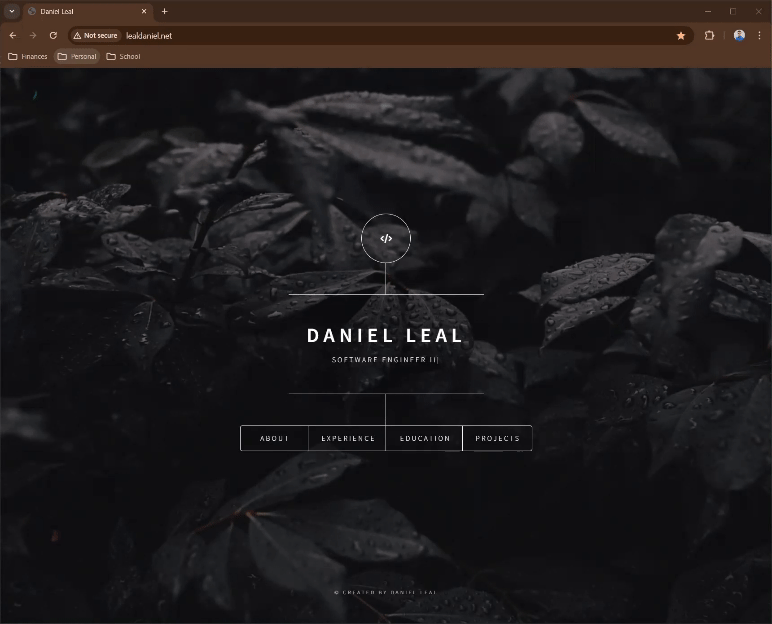 Daniel Leal
Not secure
lealdaniel.net
Finances
Personal
School
</>
DANIEL LEAL
SOFTWARE ENGINEER II|
ABOUT
EXPERIENCE
EDUCATION
PROJECTS
© CREATED BY DANIEL LEAL